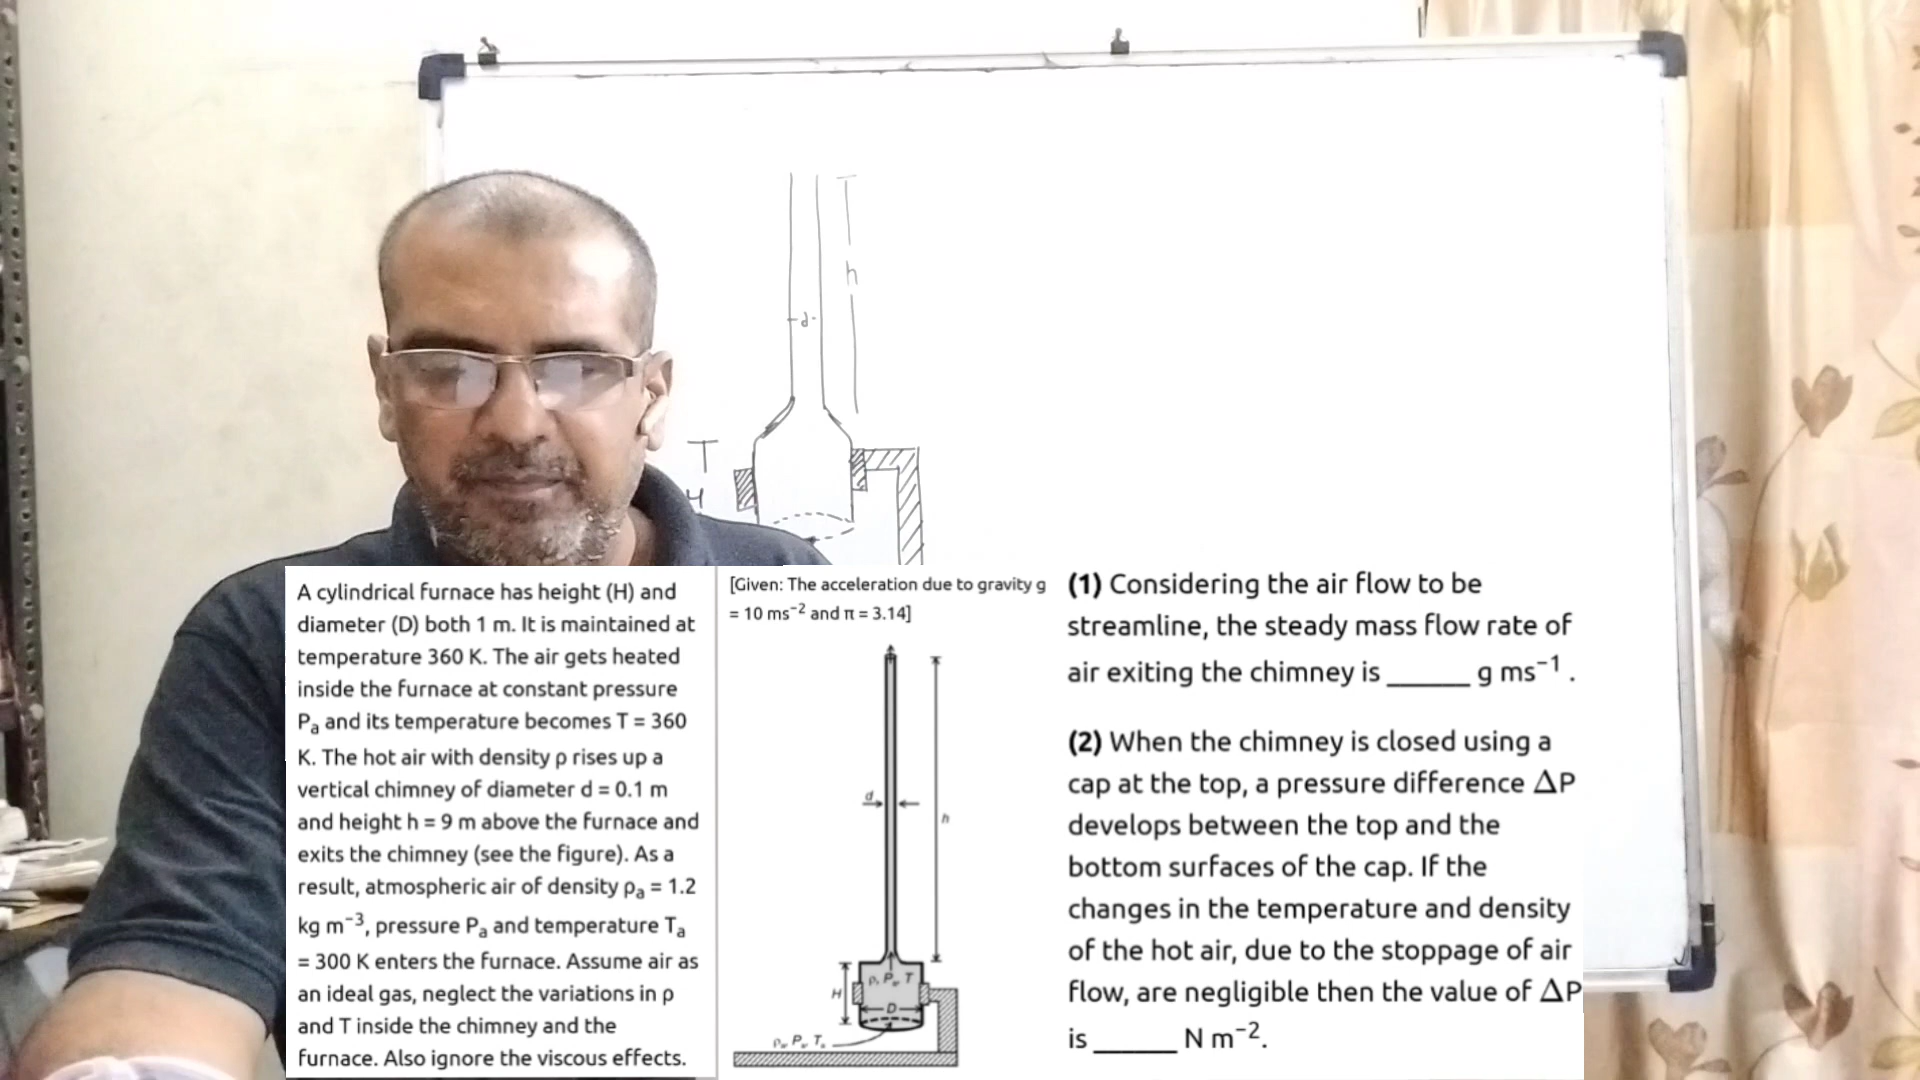 h
d
T
H
A cylindrical furnace has height (H) and
diameter (D) both 1 m. It is maintained at
temperature 360 K. The air gets heated
inside the furnace at constant pressure
Pₐ and its temperature becomes T = 360
K. The hot air with density ρ rises up a
vertical chimney of diameter d = 0.1 m
and height h = 9 m above the furnace and
exits the chimney (see the figure). As a
result, atmospheric air of density ρₐ = 1.2
kg m⁻³, pressure Pₐ and temperature Tₐ
= 300 K enters the furnace. Assume air as
an ideal gas, neglect the variations in ρ
and T inside the chimney and the
furnace. Also ignore the viscous effects.
[Given: The acceleration due to gravity g
= 10 ms⁻² and π = 3.14]
d
h
ρ, Pₐ, T
H
D
ρₐ, Pₐ, Tₐ
(1) Considering the air flow to be
streamline, the steady mass flow rate of
air exiting the chimney is ______ g ms⁻¹ .
(2) When the chimney is closed using a
cap at the top, a pressure difference ΔP
develops between the top and the
bottom surfaces of the cap. If the
changes in the temperature and density
of the hot air, due to the stoppage of air
flow, are negligible then the value of ΔP
is ______ N m⁻².